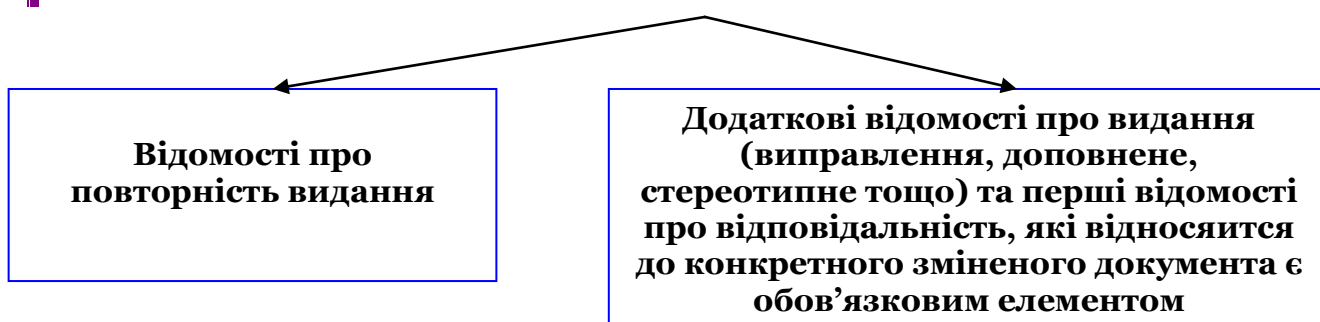 Відомості про
повторність видання
Додаткові відомості про видання
(виправлення, доповнене,
стереотипне тощо) та перші відомості
про відповідальність, які відносяится
до конкретного зміненого документа є
обов’язковим елементом